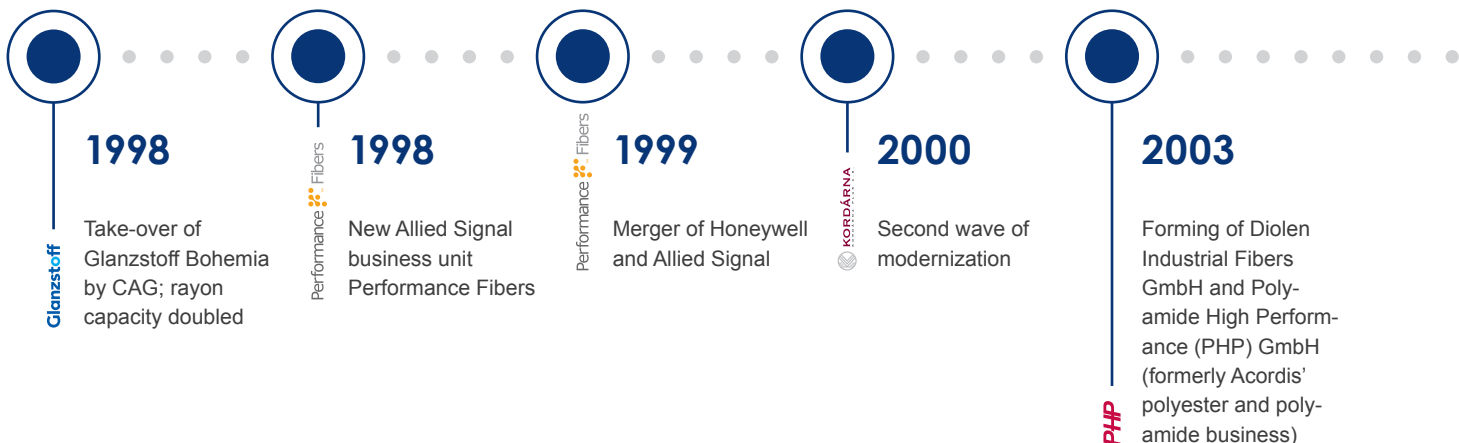 1998
Glanzstoff
Take-over of
Glanzstoff Bohemia
by CAG; rayon
capacity doubled
1998
Performance Fibers
New Allied Signal
business unit
Performance Fibers
1999
Performance Fibers
Merger of Honeywell
and Allied Signal
2000
KORDÁRNA
Second wave of
modernization
2003
PHP
Forming of Diolen
Industrial Fibers
GmbH and Poly-
amide High Perform-
ance (PHP) GmbH
(formerly Acordis’
polyester and poly-
amide business)